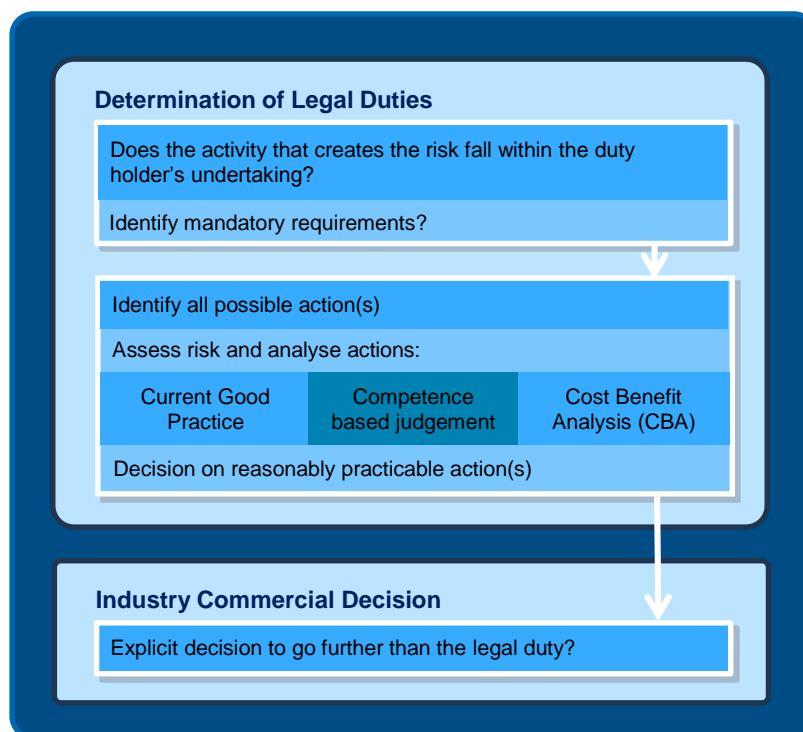 Determination of Legal Duties
Does the activity that creates the risk fall within the duty
holder's undertaking?
Identify mandatory requirements?
Identify all possible action(s)
Assess risk and analyse actions:
Current Good
Practice
Competence
based judgement
Cost Benefit
Analysis (CBA)
Decision on reasonably practicable action(s)
Industry Commercial Decision
Explicit decision to go further than the legal duty?